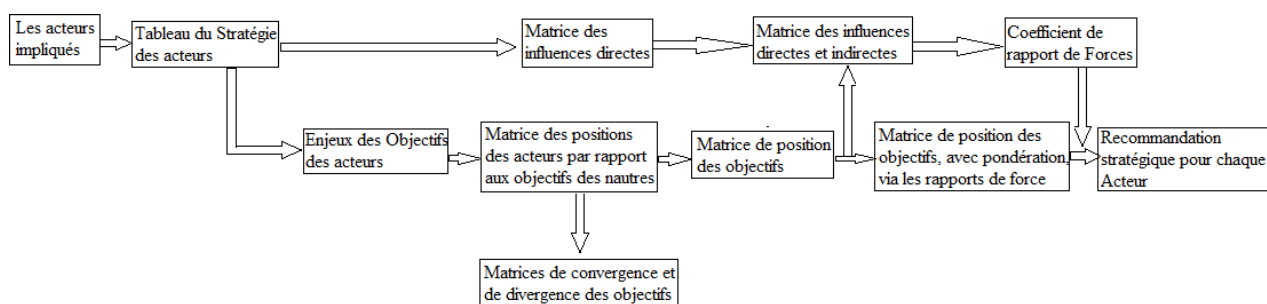 Les acteurs
impliqués
Tableau du Stratégie
des acteurs
Matrice des
influences directes
Matrice des influences
directes et indirectes
Coefficient de
rapport de Forces
Enjeux des Objectifs
des acteurs
Matrice des positions
des acteurs par rapport
aux objectifs des nautres
Matrice de position
des objectifs
Matrice de position des
objectifs, avec pondération,
via les rapports de force
Recommandation
stratégique pour chaque
Acteur
Matrices de convergence et
de divergence des objectifs